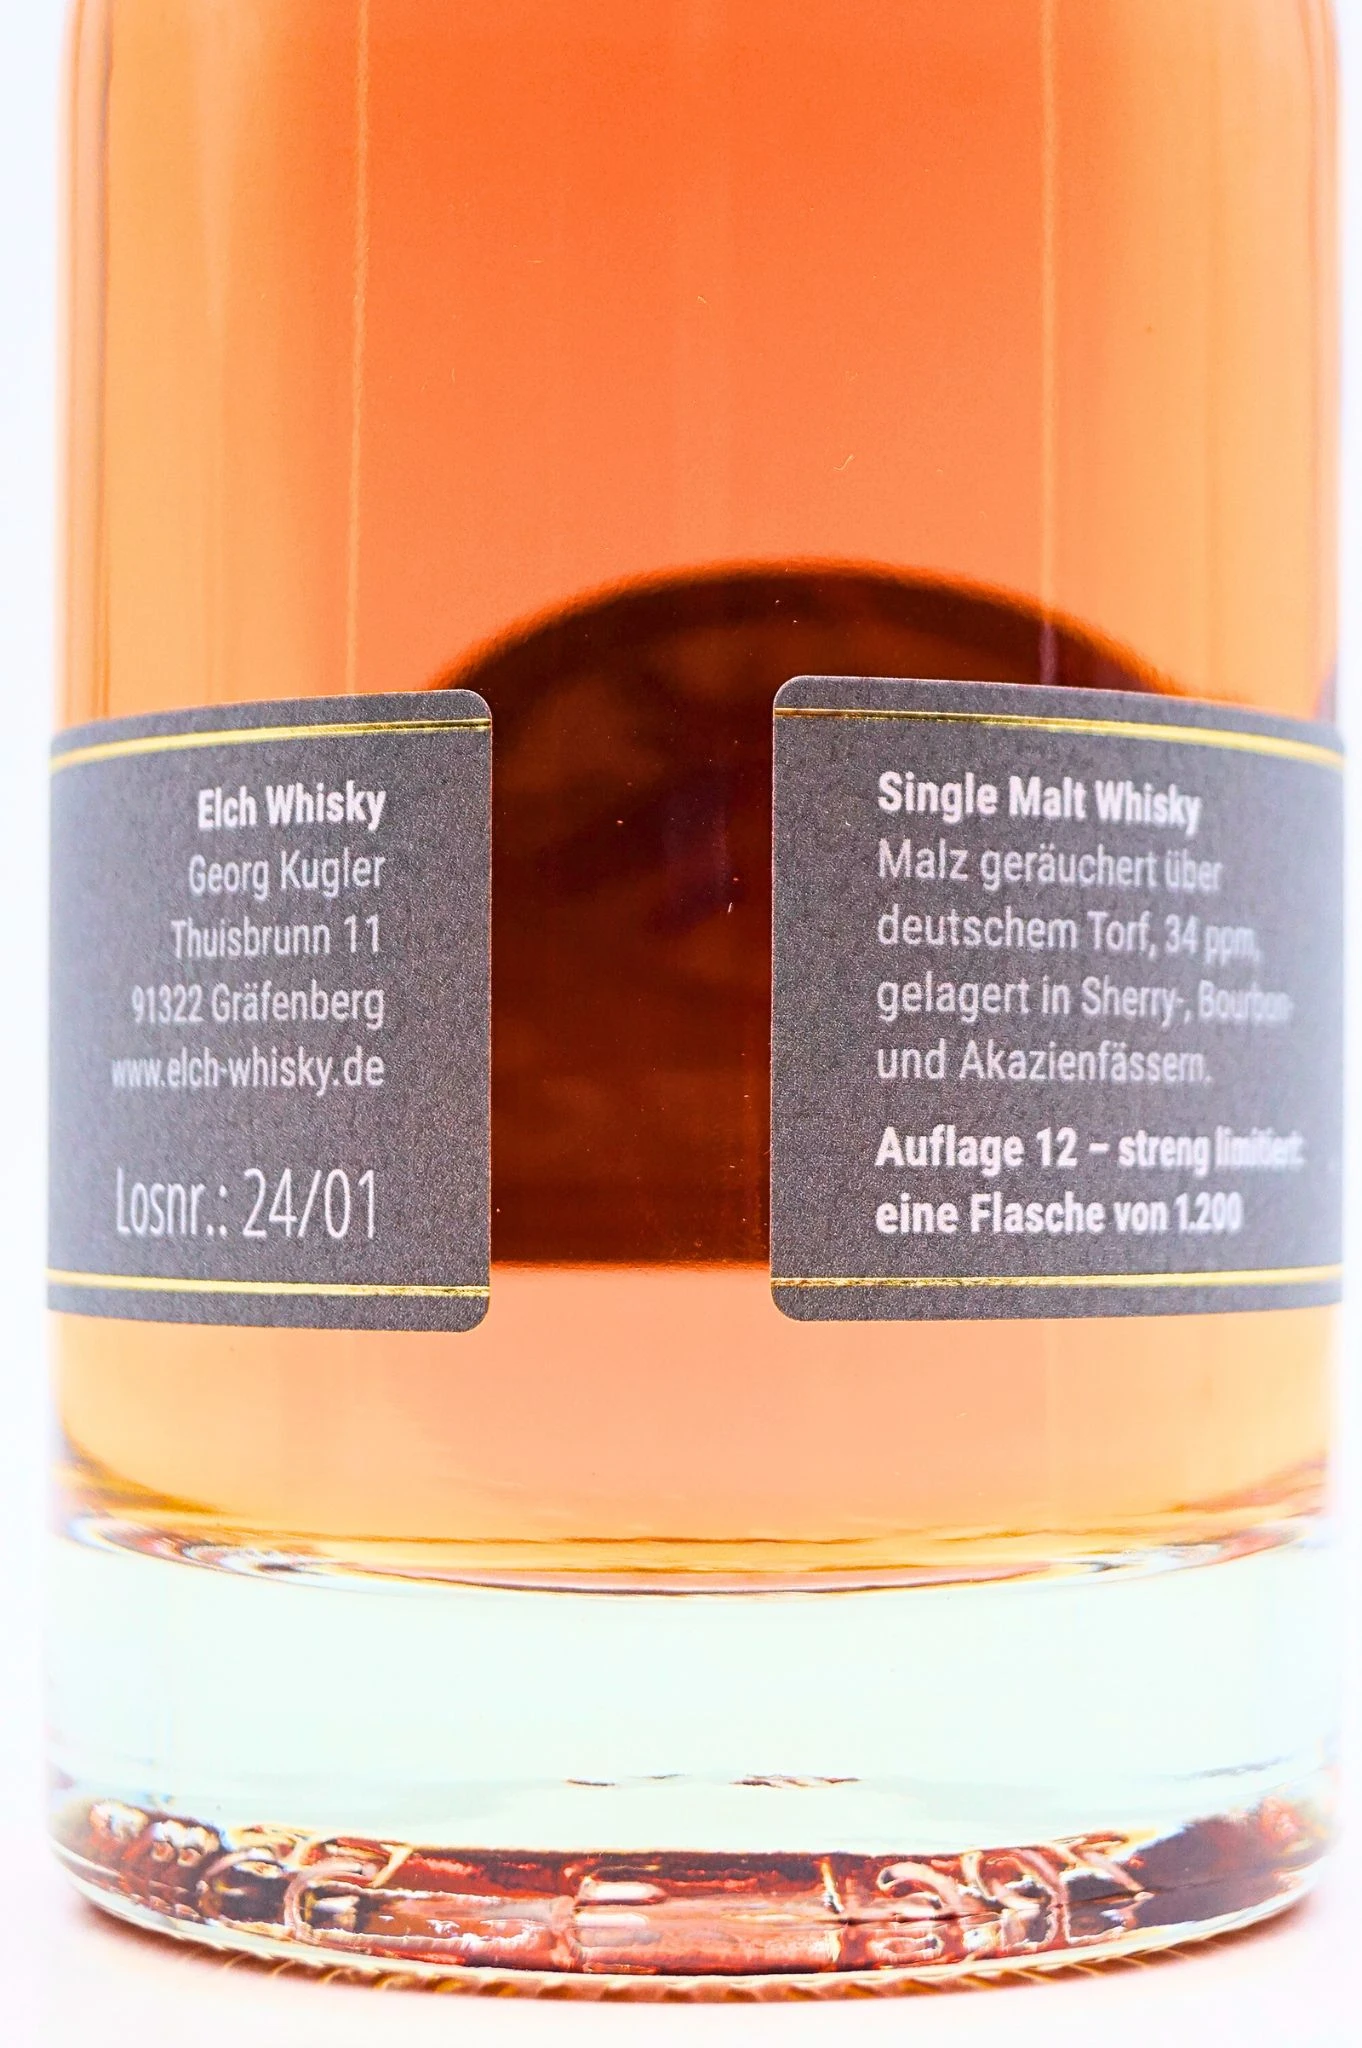 Elch Whisky
Georg Kugler
Thuisbrunn 11
91322 Gräfenberg
www.elch-whisky.de
Losnr.: 24/01
Single Malt Whisky
Malz geräuchert über
deutschem Torf, 34 ppm,
gelagert in Sherry-, Bourbon-
und Akazienfässern.
Auflage 12 – streng limitiert:
eine Flasche von 1.200